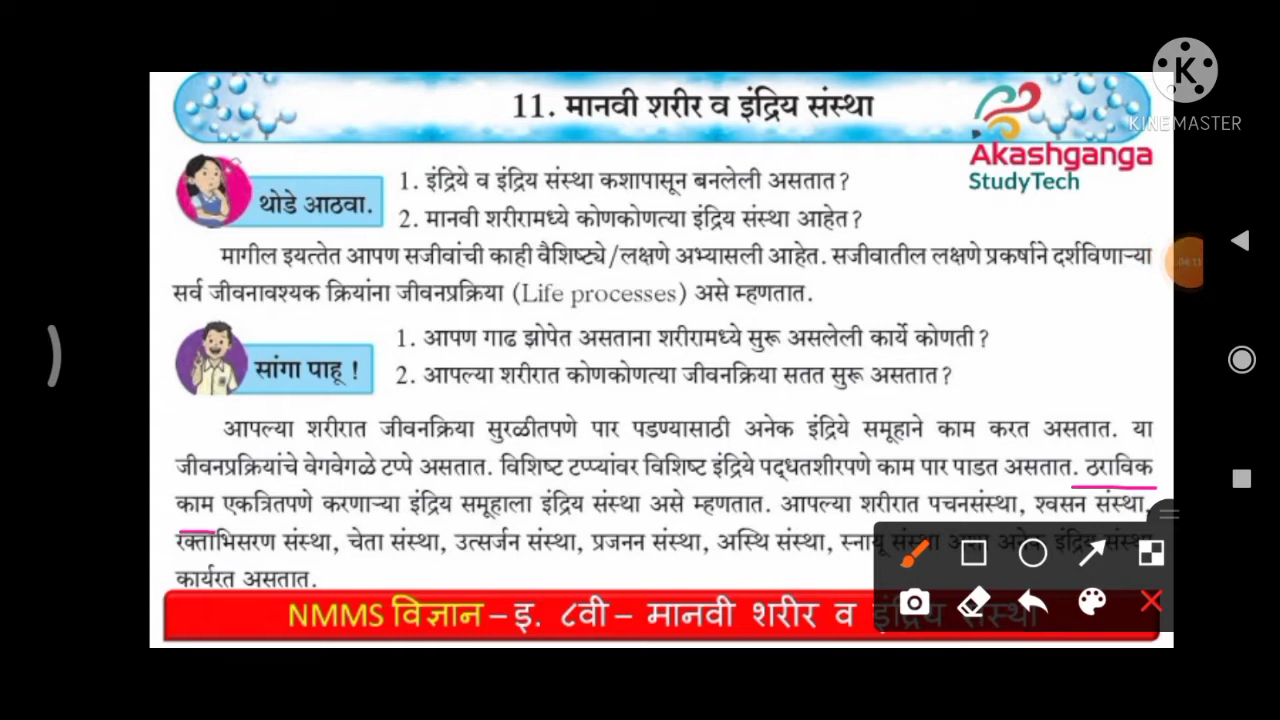 11. मानवी शरीर व इंद्रिय संस्था
K
KINEMASTER
Akashganga
StudyTech
थोडे आठवा.
1. इंद्रिये व इंद्रिय संस्था कशापासून बनलेली असतात?
2. मानवी शरीरामध्ये कोणकोणत्या इंद्रिय संस्था आहेत?
मागील इयत्तेत आपण सजीवांची काही वैशिष्ट्ये/लक्षणे अभ्यासली आहेत. सजीवातील लक्षणे प्रकर्षाने दर्शविणाऱ्या
सर्व जीवनावश्यक क्रियांना जीवनप्रक्रिया (Life processes) असे म्हणतात.
04:11
सांगा पाहू !
1. आपण गाढ झोपेत असताना शरीरामध्ये सुरू असलेली कार्ये कोणती?
2. आपल्या शरीरात कोणकोणत्या जीवनक्रिया सतत सुरू असतात?
आपल्या शरीरात जीवनक्रिया सुरळीतपणे पार पडण्यासाठी अनेक इंद्रिये समूहाने काम करत असतात. या
जीवनप्रक्रियांचे वेगवेगळे टप्पे असतात. विशिष्ट टप्प्यांवर विशिष्ट इंद्रिये पद्धतशीरपणे काम पार पाडत असतात. ठराविक
काम एकत्रितपणे करणाऱ्या इंद्रिय समूहाला इंद्रिय संस्था असे म्हणतात. आपल्या शरीरात पचनसंस्था, श्वसन संस्था,
रक्ताभिसरण संस्था, चेता संस्था, उत्सर्जन संस्था, प्रजनन संस्था, अस्थि संस्था, स्नायू संस्था अशा अनेक इंद्रिय संस्था
कार्यरत असतात.
NMMS विज्ञान – इ. ८वी – मानवी शरीर व इंद्रिय संस्था